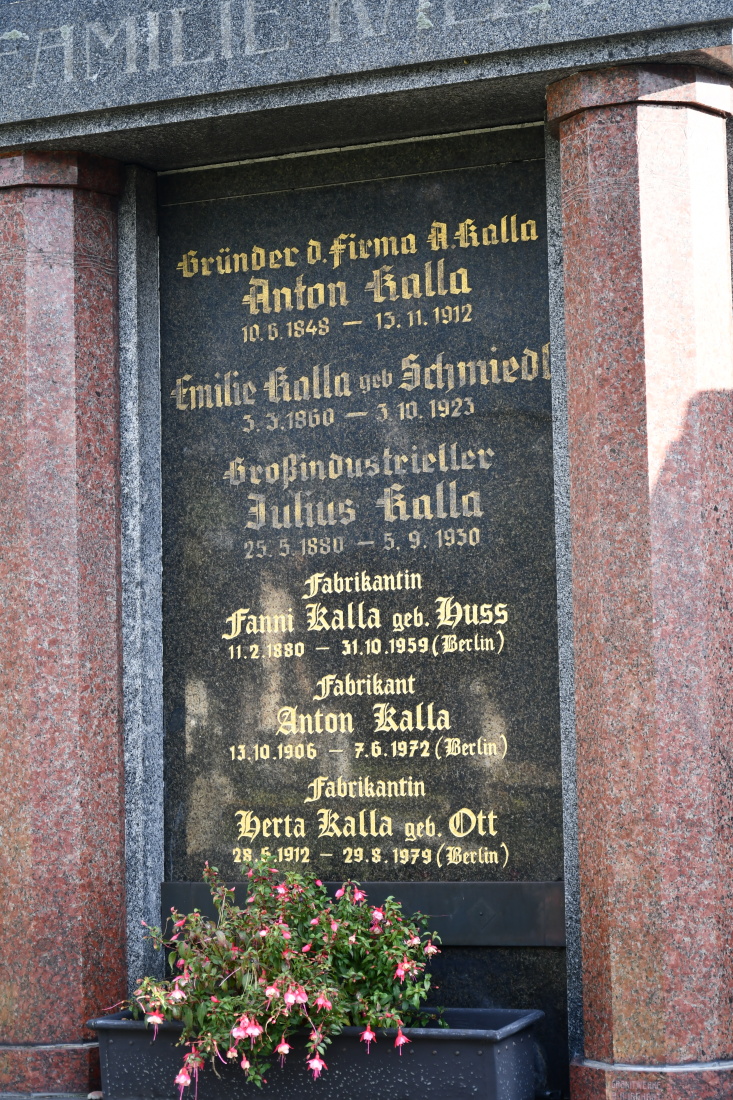 FAMILIE KALLA
Gründer d. Firma A. Kalla
Anton Kalla
10.6.1848 — 13.11.1912
Emilie Kalla geb Schmiedl
3.3.1860 — 3.10.1923
Großindustrieller
Julius Kalla
25.5.1880 — 5.9.1930
Fabrikantin
Fanni Kalla geb. Huss
11.2.1880 — 31.10.1959 (Berlin)
Fabrikant
Anton Kalla
13.10.1906 — 7.6.1972 (Berlin)
Fabrikantin
Herta Kalla geb. Ott
28.5.1912 — 29.8.1979 (Berlin)